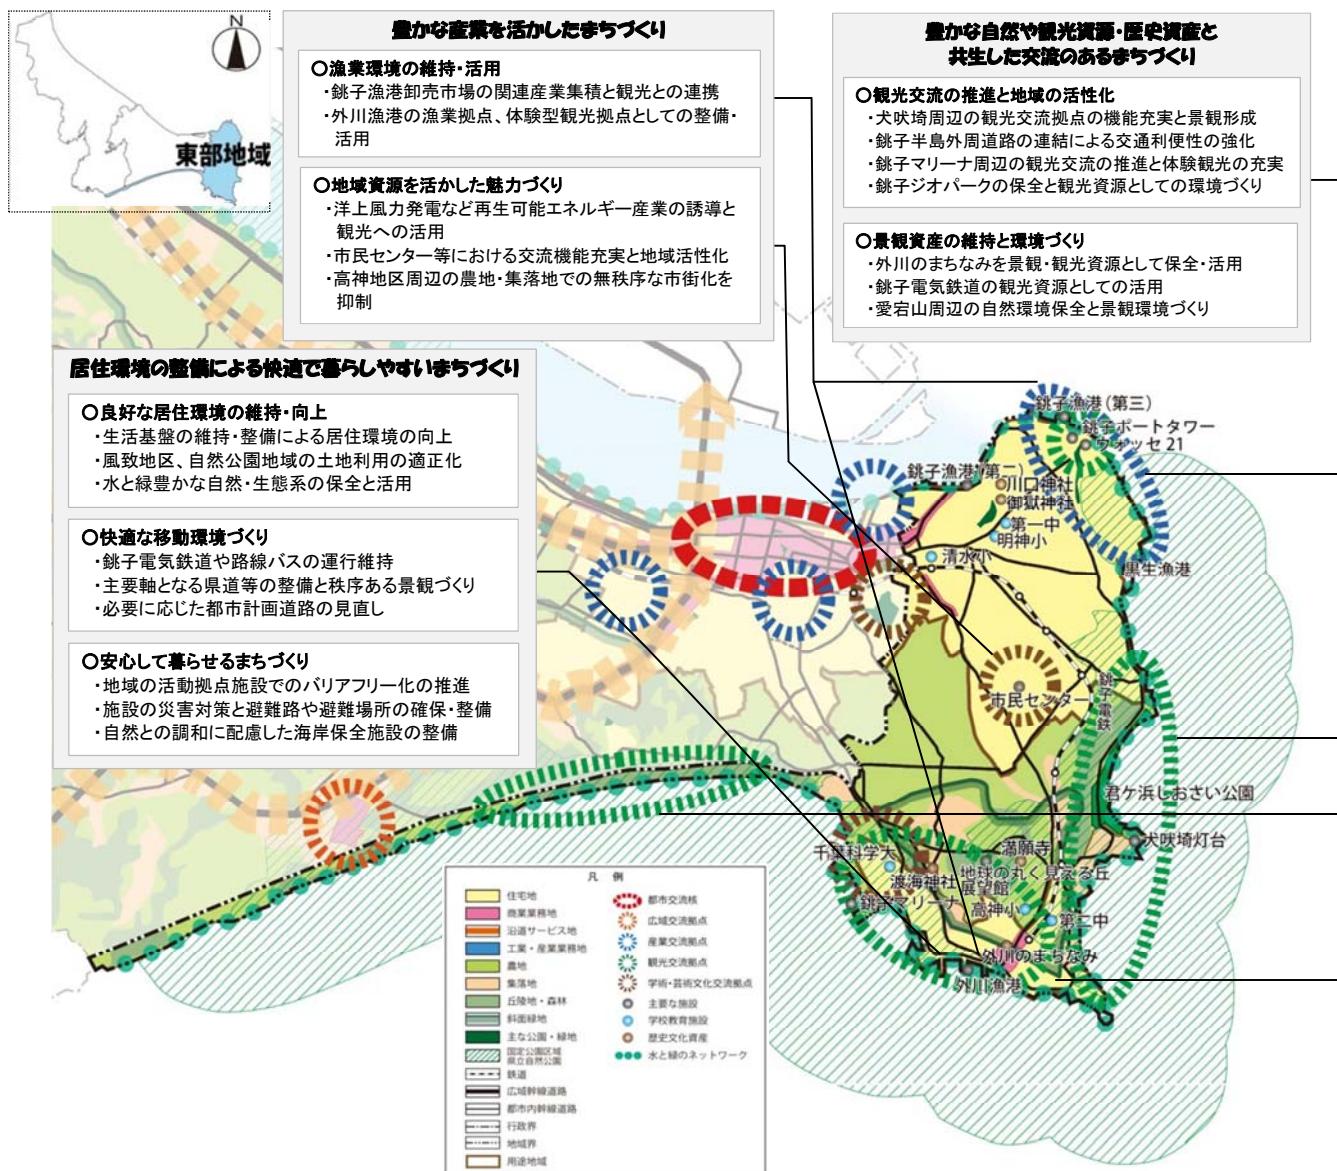 N
東部地域
豊かな産業を活かしたまちづくり
○漁業環境の維持・活用
・銚子漁港卸売市場の関連産業集積と観光との連携
・外川漁港の漁業拠点、体験型観光拠点としての整備・
活用
○地域資源を活かした魅力づくり
・洋上風力発電など再生可能エネルギー産業の誘導と
観光への活用
・市民センター等における交流機能充実と地域活性化
・高神地区周辺の農地・集落地での無秩序な市街化を
抑制
豊かな自然や観光資源・歴史資産と
共生した交流のあるまちづくり
○観光交流の推進と地域の活性化
・犬吠埼周辺の観光交流拠点の機能充実と景観形成
・銚子半島外周道路の連結による交通利便性の強化
・銚子マリーナ周辺の観光交流の推進と体験観光の充実
・銚子ジオパークの保全と観光資源としての環境づくり
○景観資産の維持と環境づくり
・外川のまちなみを景観・観光資源として保全・活用
・銚子電気鉄道の観光資源としての活用
・愛宕山周辺の自然環境保全と景観環境づくり
居住環境の整備による快適で暮らしやすいまちづくり
○良好な居住環境の維持・向上
・生活基盤の維持・整備による居住環境の向上
・風致地区、自然公園地域の土地利用の適正化
・水と緑豊かな自然・生態系の保全と活用
○快適な移動環境づくり
・銚子電気鉄道や路線バスの運行維持
・主要軸となる県道等の整備と秩序ある景観づくり
・必要に応じた都市計画道路の見直し
○安心して暮らせるまちづくり
・地域の活動拠点施設でのバリアフリー化の推進
・施設の災害対策と避難路や避難場所の確保・整備
・自然との調和に配慮した海岸保全施設の整備
銚子漁港（第三）
銚子ポートタワー
ウオッセ21
銚子漁港（第二）
川口神社
御嶽神社
第一中
明神小
清水小
黒生漁港
市民センター
銚子電鉄
君ケ浜しおさい公園
犬吠埼灯台
千葉科学大
満願寺
渡海神社
地球の丸く見える丘
展望館
銚子マリーナ
高神小
第二中
外川のまちなみ
外川漁港
凡例
住宅地
商業業務地
沿道サービス地
工業・産業業務地
農地
集落地
丘陵地・森林
斜面緑地
主な公園・緑地
国定公園区域
県立自然公園
鉄道
広域幹線道路
都市内幹線道路
行政界
地域界
用途地域
都市交流核
広域交流拠点
産業交流拠点
観光交流拠点
学術・芸術文化交流拠点
主要な施設
学校教育施設
歴史文化資産
水と緑のネットワーク